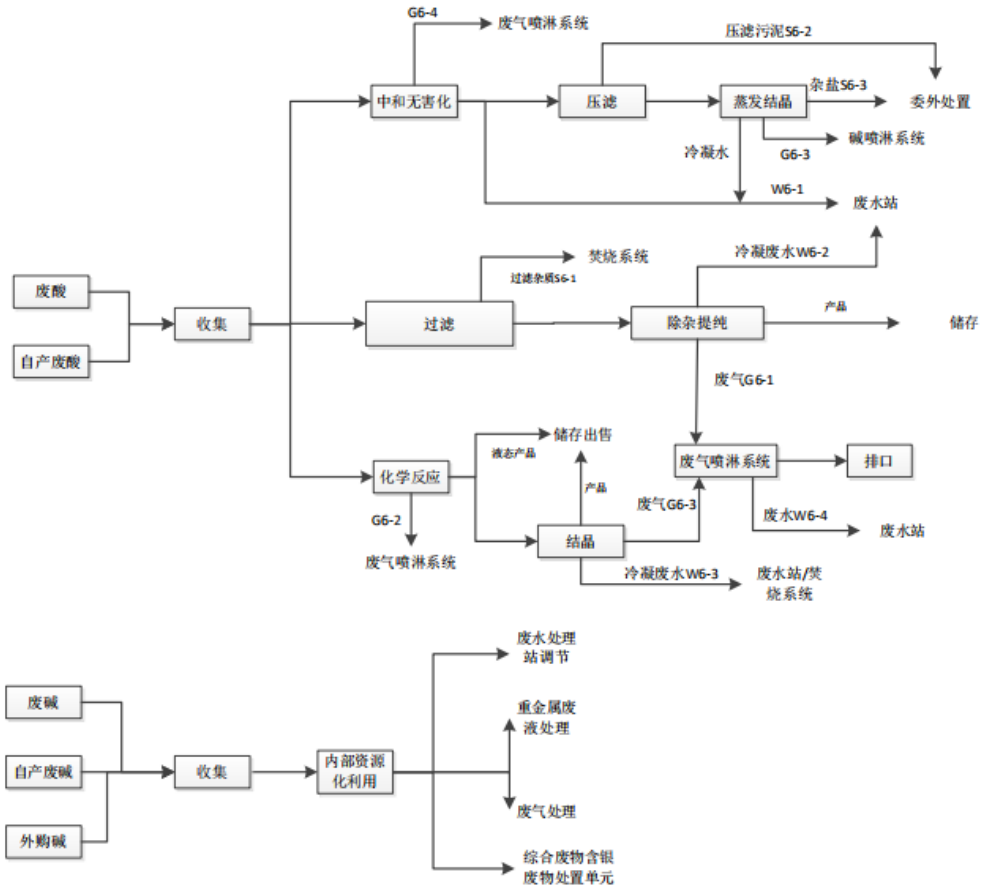 G6-4
废气喷淋系统
压滤污泥S6-2
中和无害化
压滤
蒸发结晶
杂盐S6-3
委外处置
冷凝水
G6-3
碱喷淋系统
W6-1
废水站
冷凝废水W6-2
焚烧系统
过滤杂质S6-1
废酸
自产废酸
收集
过滤
除杂提纯
产品
储存
废气G6-1
储存出售
液态产品
化学反应
产品
废气喷淋系统
排口
G6-2
废气G6-3
废水W6-4
废水站
结晶
废气喷淋系统
冷凝废水W6-3
废水站/焚
烧系统
废水处理
站调节
废碱
重金属废
液处理
自产废碱
收集
内部资源
化利用
废气处理
外购碱
综合废物含银
废物处置单元